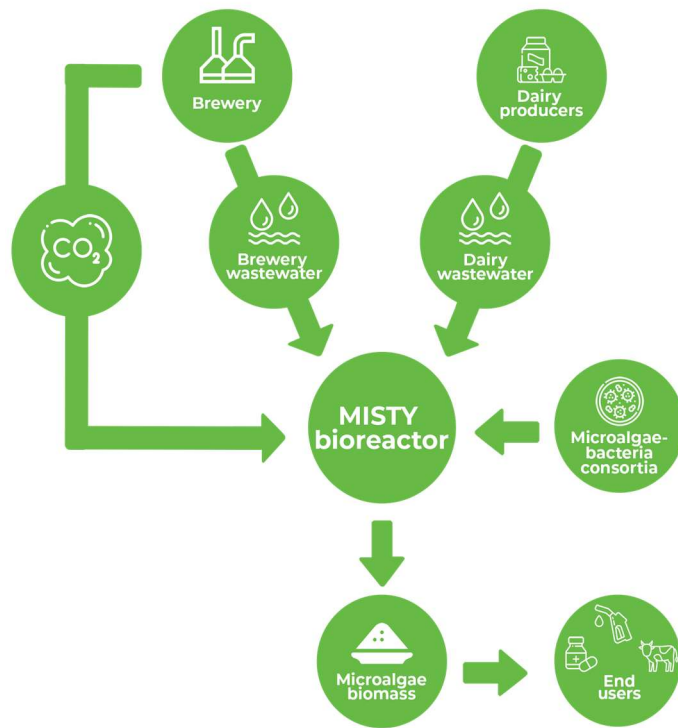 Brewery
Dairy
producers
CO₂
Brewery
wastewater
Dairy
wastewater
MISTY
bioreactor
Microalgae-
bacteria
consortia
Microalgae
biomass
End
users